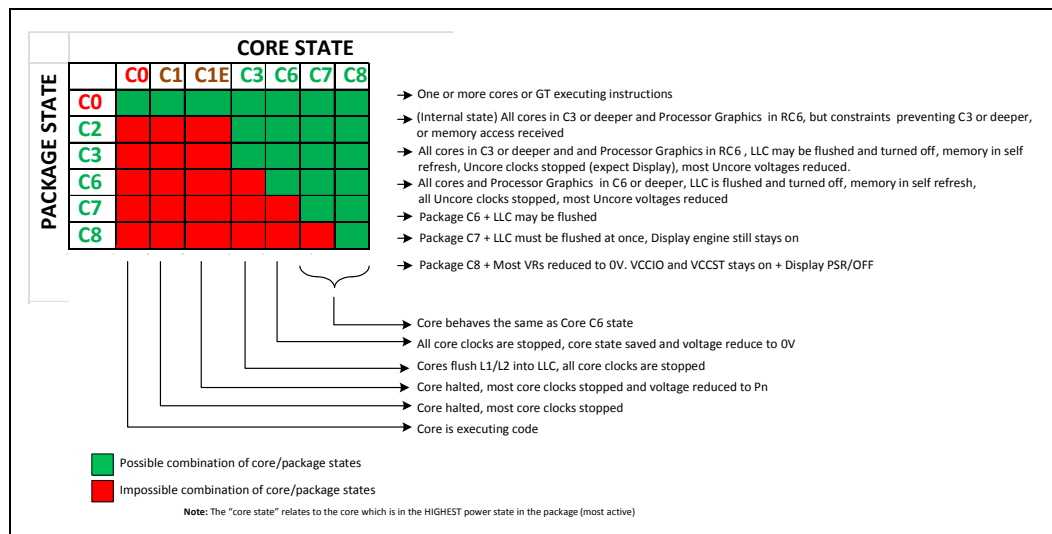 CORE STATE
PACKAGE STATE
C0 C1 C1E C3 C6 C7 C8
C0
C2
C3
C6
C7
C8
One or more cores or GT executing instructions
(Internal state) All cores in C3 or deeper and Processor Graphics in RC6, but constraints preventing C3 or deeper,
or memory access received
All cores in C3 or deeper and and Processor Graphics in RC6 , LLC may be flushed and turned off, memory in self
refresh, Uncore clocks stopped (expect Display), most Uncore voltages reduced.
All cores and Processor Graphics in C6 or deeper, LLC is flushed and turned off, memory in self refresh,
all Uncore clocks stopped, most Uncore voltages reduced
Package C6 + LLC may be flushed
Package C7 + LLC must be flushed at once, Display engine still stays on
Package C8 + Most VRs reduced to 0V. VCCIO and VCCST stays on + Display PSR/OFF
Core behaves the same as Core C6 state
All core clocks are stopped, core state saved and voltage reduce to 0V
Cores flush L1/L2 into LLC, all core clocks are stopped
Core halted, most core clocks stopped and voltage reduced to Pn
Core halted, most core clocks stopped
Core is executing code
Possible combination of core/package states
Impossible combination of core/package states
Note: The "core state" relates to the core which is in the HIGHEST power state in the package (most active)